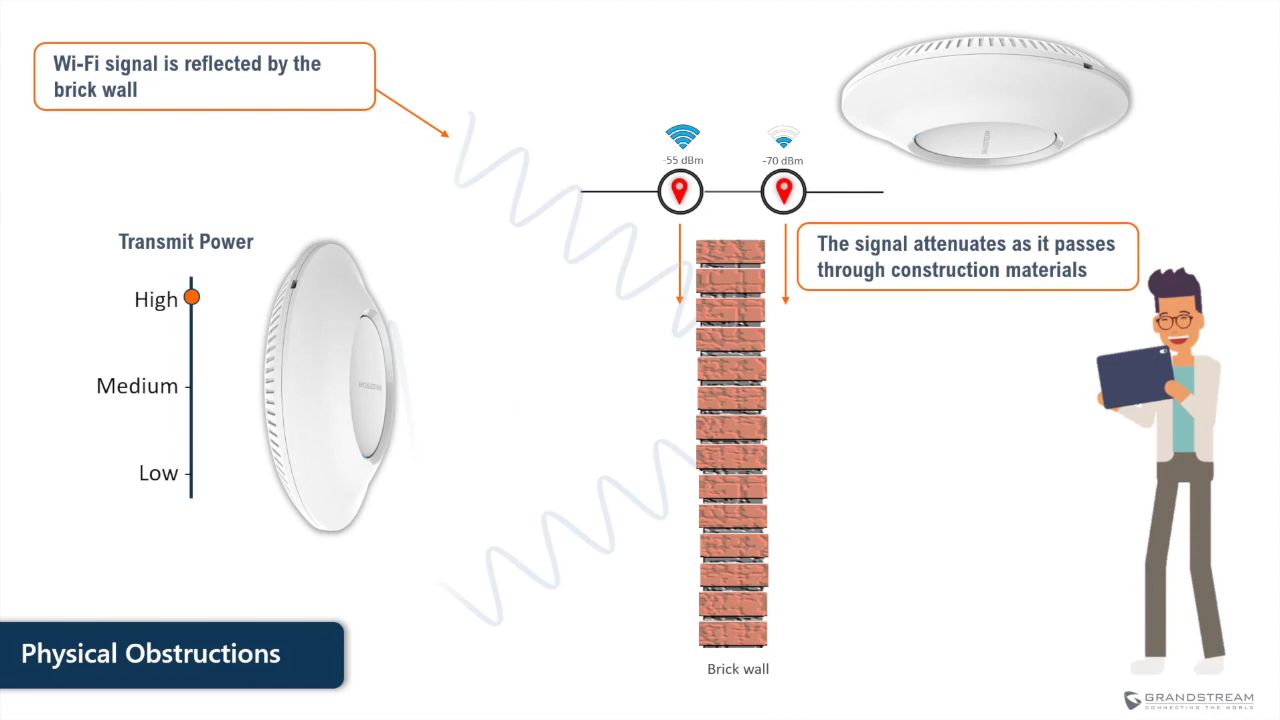 Wi-Fi signal is reflected by the
brick wall
-55 dBm
-70 dBm
The signal attenuates as it passes
through construction materials
Transmit Power
High
Medium
Low
Physical Obstructions
Brick wall
GRANDSTREAM
CONNECTING THE WORLD